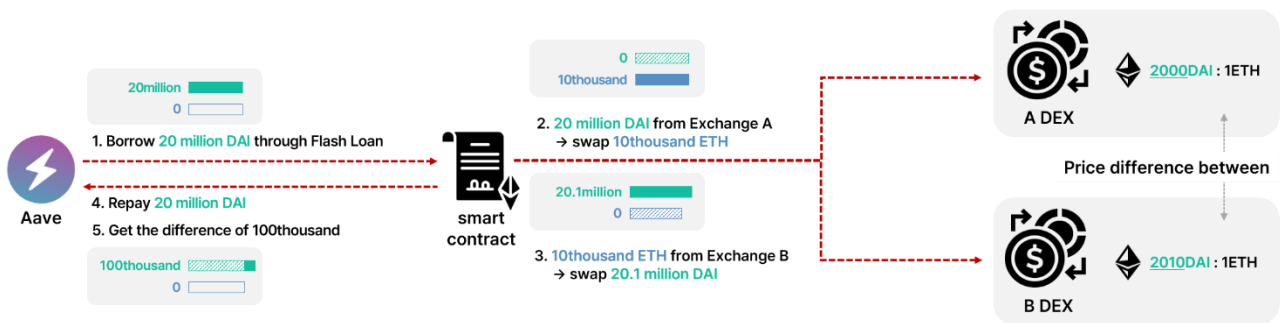 20million
0
1. Borrow 20 million DAI through Flash Loan
Aave
4. Repay 20 million DAI
5. Get the difference of 100thousand
100thousand
0
smart
contract
0
10thousand
2. 20 million DAI from Exchange A
→ swap 10thousand ETH
20.1million
0
3. 10thousand ETH from Exchange B
→ swap 20.1 million DAI
$
2000DAI : 1ETH
A DEX
Price difference between
$
2010DAI : 1ETH
B DEX